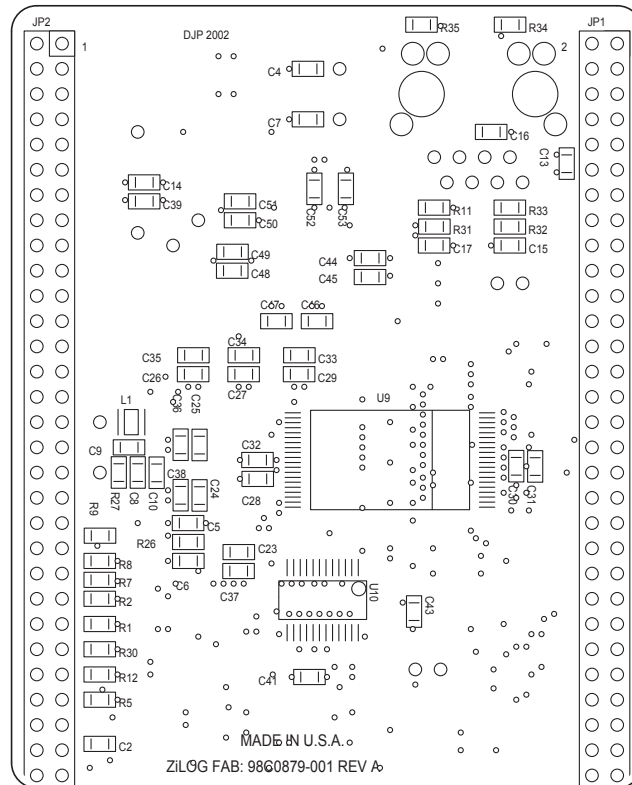 JP2
JP1
DJP 2002
R35
R34
1
2
C4
C7
C16
C13
C14
C39
C51
C50
C52
C53
R11
R33
R31
R32
C17
C15
C49
C48
C44
C45
C67
C66
C34
C35
C33
C26
C27
C29
C36
C25
L1
U9
C9
C32
C38
C24
C28
C30
C31
R27
C8
C10
R9
C5
R26
C23
R8
C6
R7
C37
U10
R2
C43
R1
R30
R12
C41
R5
C2
MADE IN U.S.A.
ZiLOG FAB: 98C0879-001 REV A